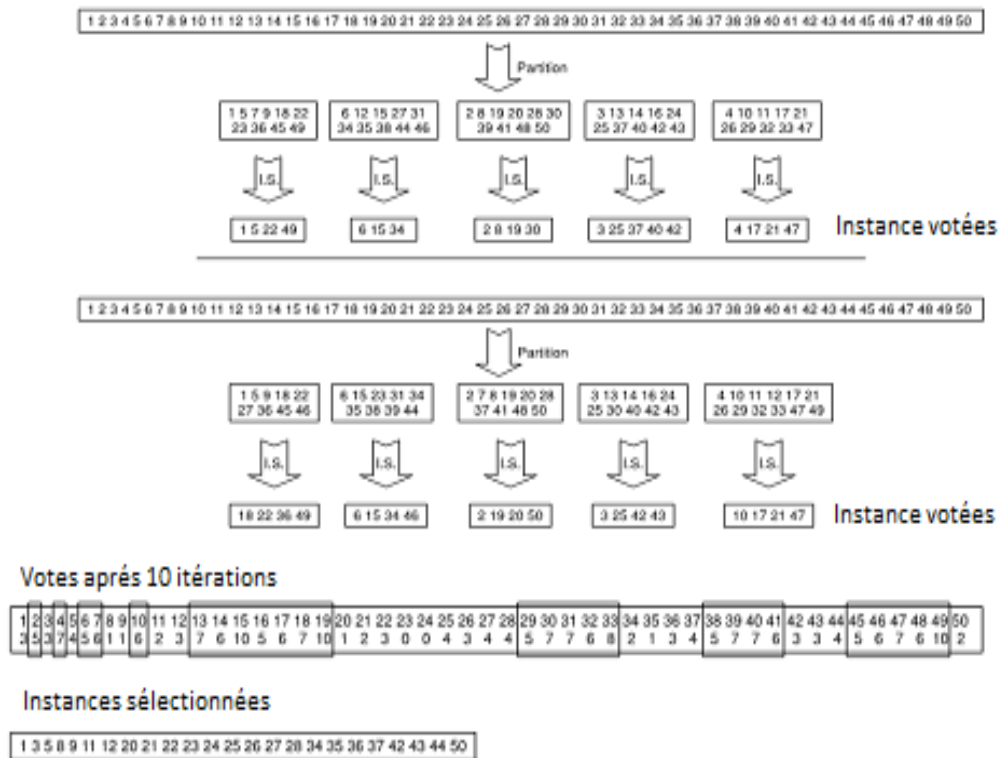 1 2 3 4 5 6 7 8 9 10 11 12 13 14 15 16 17 18 19 20 21 22 23 24 25 26 27 28 29 30 31 32 33 34 35 36 37 38 39 40 41 42 43 44 45 46 47 48 49 50
Partition
1 5 7 9 18 22
23 36 45 49
6 12 15 27 31
34 35 38 44 46
2 8 19 20 28 30
39 41 48 50
3 13 14 16 24
25 37 40 42 43
4 10 11 17 21
26 29 32 33 47
I.S. I.S. I.S. I.S. I.S.
1 5 22 49
6 15 34
2 8 19 30
3 25 37 40 42
4 17 21 47
Instance votées
1 2 3 4 5 6 7 8 9 10 11 12 13 14 15 16 17 18 19 20 21 22 23 24 25 26 27 28 29 30 31 32 33 34 35 36 37 38 39 40 41 42 43 44 45 46 47 48 49 50
Partition
1 5 9 18 22
27 36 45 46
6 15 23 31 34
35 38 39 44
2 7 8 19 20 28
37 41 48 50
3 13 14 16 24
25 30 40 42 43
4 10 11 12 17 21
26 29 32 33 47 49
I.S. I.S. I.S. I.S. I.S.
18 22 36 49
6 15 34 46
2 19 20 50
3 25 42 43
10 17 21 47
Instance votées
Votes aprés 10 itérations
1 2 3 4 5 6 7 8 9 10 11 12 13 14 15 16 17 18 19 20 21 22 23 24 25 26 27 28 29 30 31 32 33 34 35 36 37 38 39 40 41 42 43 44 45 46 47 48 49 50
3 5 3 7 4 5 6 1 1 6 2 3 7 6 10 5 6 7 10 1 2 3 0 0 4 3 4 4 5 7 7 6 8 2 1 3 4 5 7 7 6 3 3 4 5 6 7 6 10 2
Instances sélectionnées
1 3 5 8 9 11 12 20 21 22 23 24 25 26 27 28 34 35 36 37 42 43 44 50